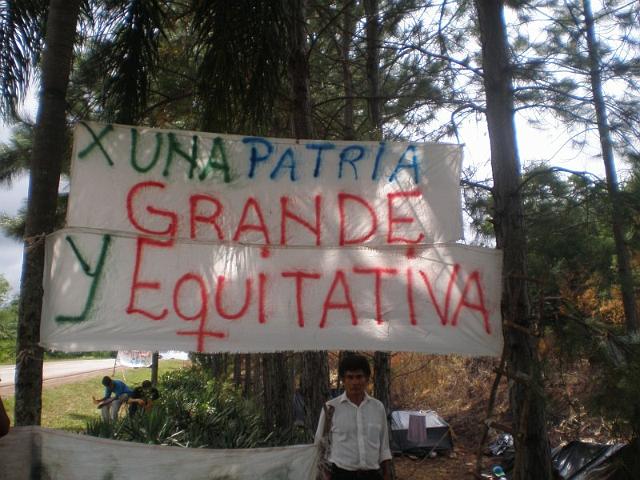 X UNA PATRIA
GRANDE
Y EQUITATIVA